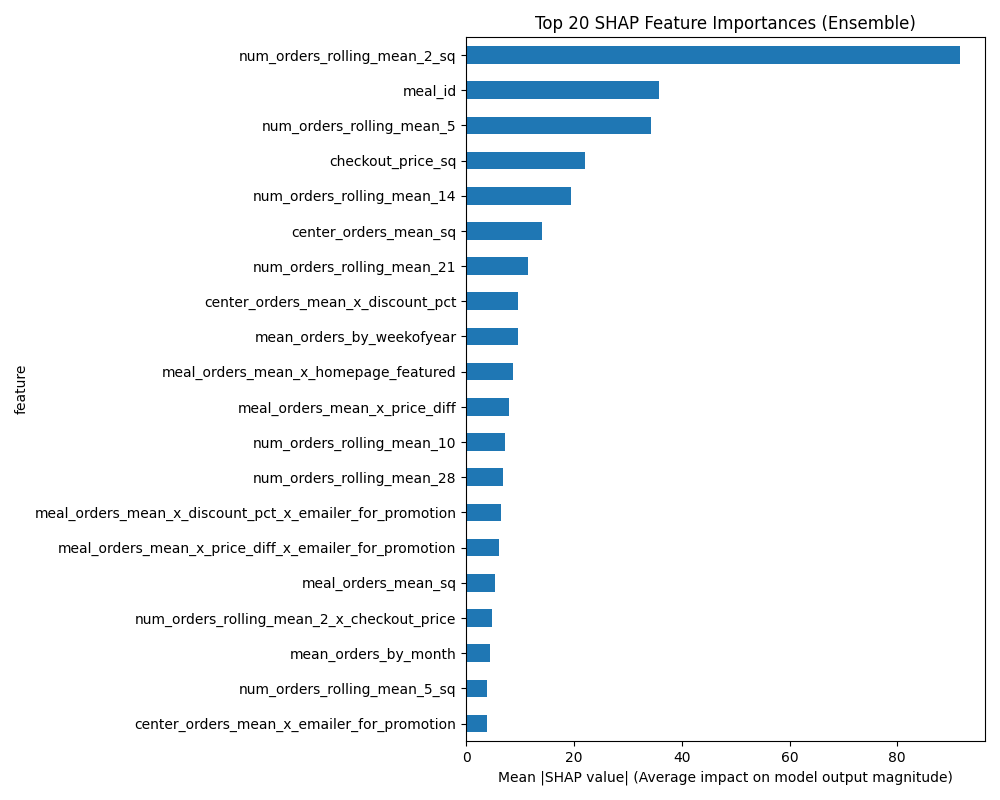 Top 20 SHAP Feature Importances (Ensemble)
num_orders_rolling_mean_2_sq
meal_id
num_orders_rolling_mean_5
checkout_price_sq
num_orders_rolling_mean_14
center_orders_mean_sq
num_orders_rolling_mean_21
center_orders_mean_x_discount_pct
mean_orders_by_weekofyear
meal_orders_mean_x_homepage_featured
meal_orders_mean_x_price_diff
num_orders_rolling_mean_10
num_orders_rolling_mean_28
meal_orders_mean_x_discount_pct_x_emailer_for_promotion
meal_orders_mean_x_price_diff_x_emailer_for_promotion
meal_orders_mean_sq
num_orders_rolling_mean_2_x_checkout_price
mean_orders_by_month
num_orders_rolling_mean_5_sq
center_orders_mean_x_emailer_for_promotion
feature
0 20 40 60 80
Mean |SHAP value| (Average impact on model output magnitude)